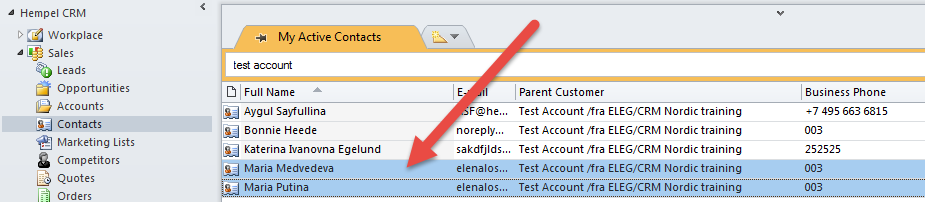 Hempel CRM
Workplace
Sales
Leads
Opportunities
Accounts
Contacts
Marketing Lists
Competitors
Quotes
Orders
My Active Contacts
test account
Full Name E-mail Parent Customer Business Phone
Aygul Sayfullina SF@he... Test Account /fra ELEG/CRM Nordic training +7 495 663 6815
Bonnie Heede noreply... Test Account /fra ELEG/CRM Nordic training 003
Katerina Ivanovna Egelund sakdfjlds... Test Account /fra ELEG/CRM Nordic training 252525
Maria Medvedeva elenalos... Test Account /fra ELEG/CRM Nordic training 003
Maria Putina elenalos... Test Account /fra ELEG/CRM Nordic training 003